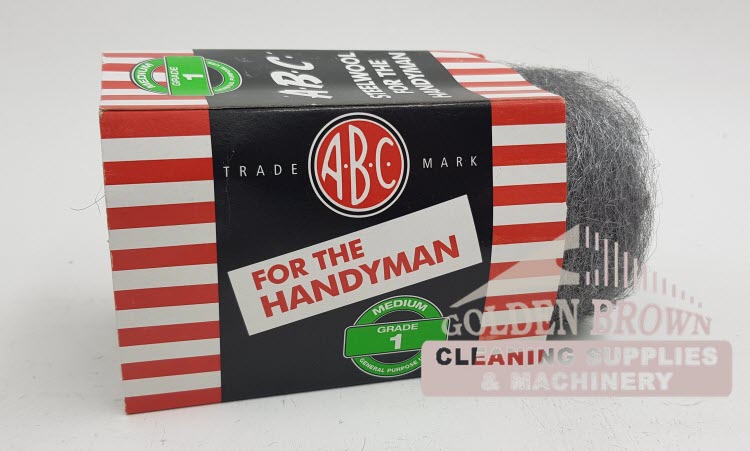 MEDIUM
GRADE
1
A·B·C·
STEELWOOL
FOR THE
HANDYMAN
TRADE A·B·C· MARK
FOR THE
HANDYMAN
MEDIUM
GRADE
1
GENERAL PURPOSE
GOLDEN BROWN
CLEANING SUPPLIES
& MACHINERY